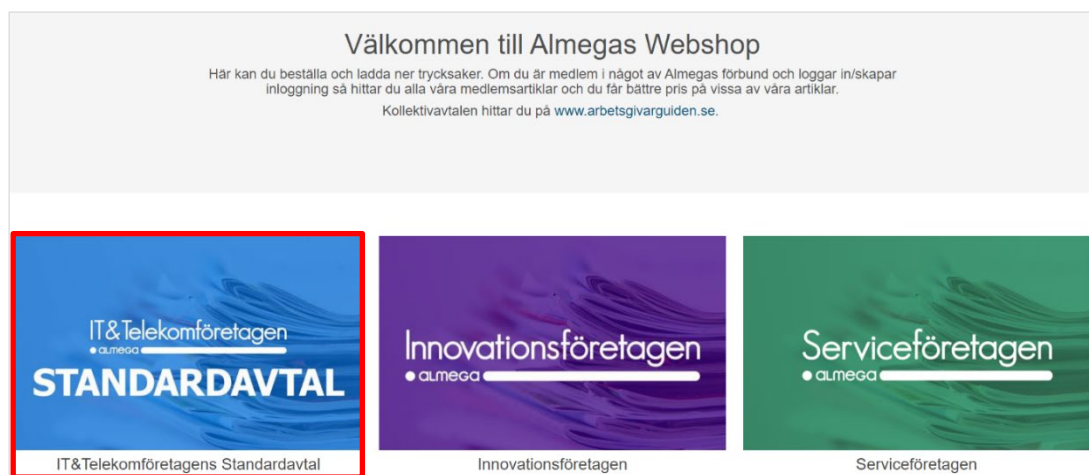 Välkommen till Almegas Webshop
Här kan du beställa och ladda ner trycksaker. Om du är medlem i något av Almegas förbund och loggar in/skapar
inloggning så hittar du alla våra medlemsartiklar och du får bättre pris på vissa av våra artiklar.
Kollektivavtalen hittar du på www.arbetsgivarguiden.se.
IT&Telekomföretagen
almega
STANDARDAVTAL
IT&Telekomföretagens Standardavtal
Innovationsföretagen
almega
Innovationsföretagen
Serviceföretagen
almega
Serviceföretagen